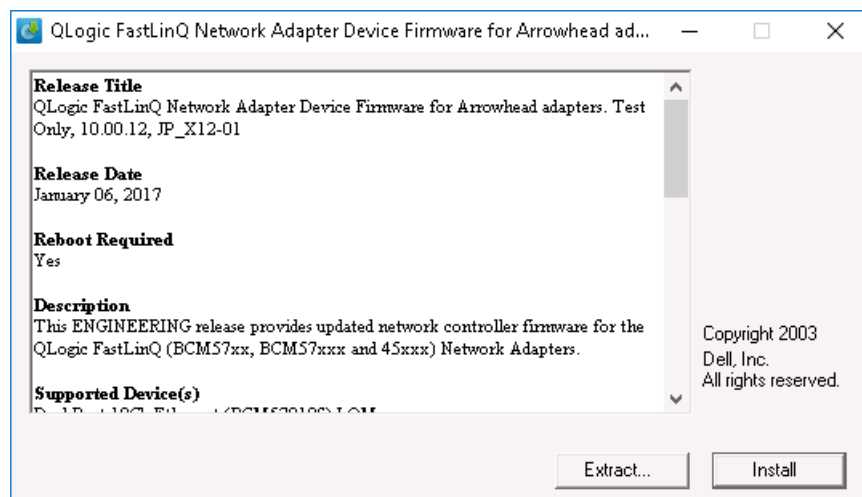 QLogic FastLinQ Network Adapter Device Firmware for Arrowhead ad...
Release Title
QLogic FastLinQ Network Adapter Device Firmware for Arrowhead adapters. Test
Only, 10.00.12, JP_X12-01
Release Date
January 06, 2017
Reboot Required
Yes
Description
This ENGINEERING release provides updated network controller firmware for the
QLogic FastLinQ (BCM57xx, BCM57xxx and 45xxx) Network Adapters.
Supported Device(s)
Copyright 2003
Dell, Inc.
All rights reserved.
Extract...
Install